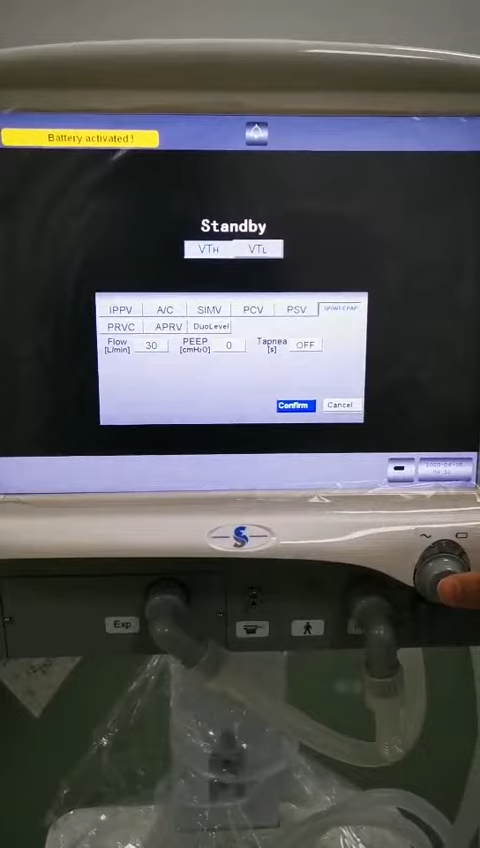 Battery activated !
Standby
VTH VTL
IPPV A/C SIMV PCV PSV SPONT/CPAP
PRVC APRV DuoLevel
Flow [L/min] 30 PEEP [cmH2O] 0 Tapnea [s] OFF
Confirm Cancel
Exp